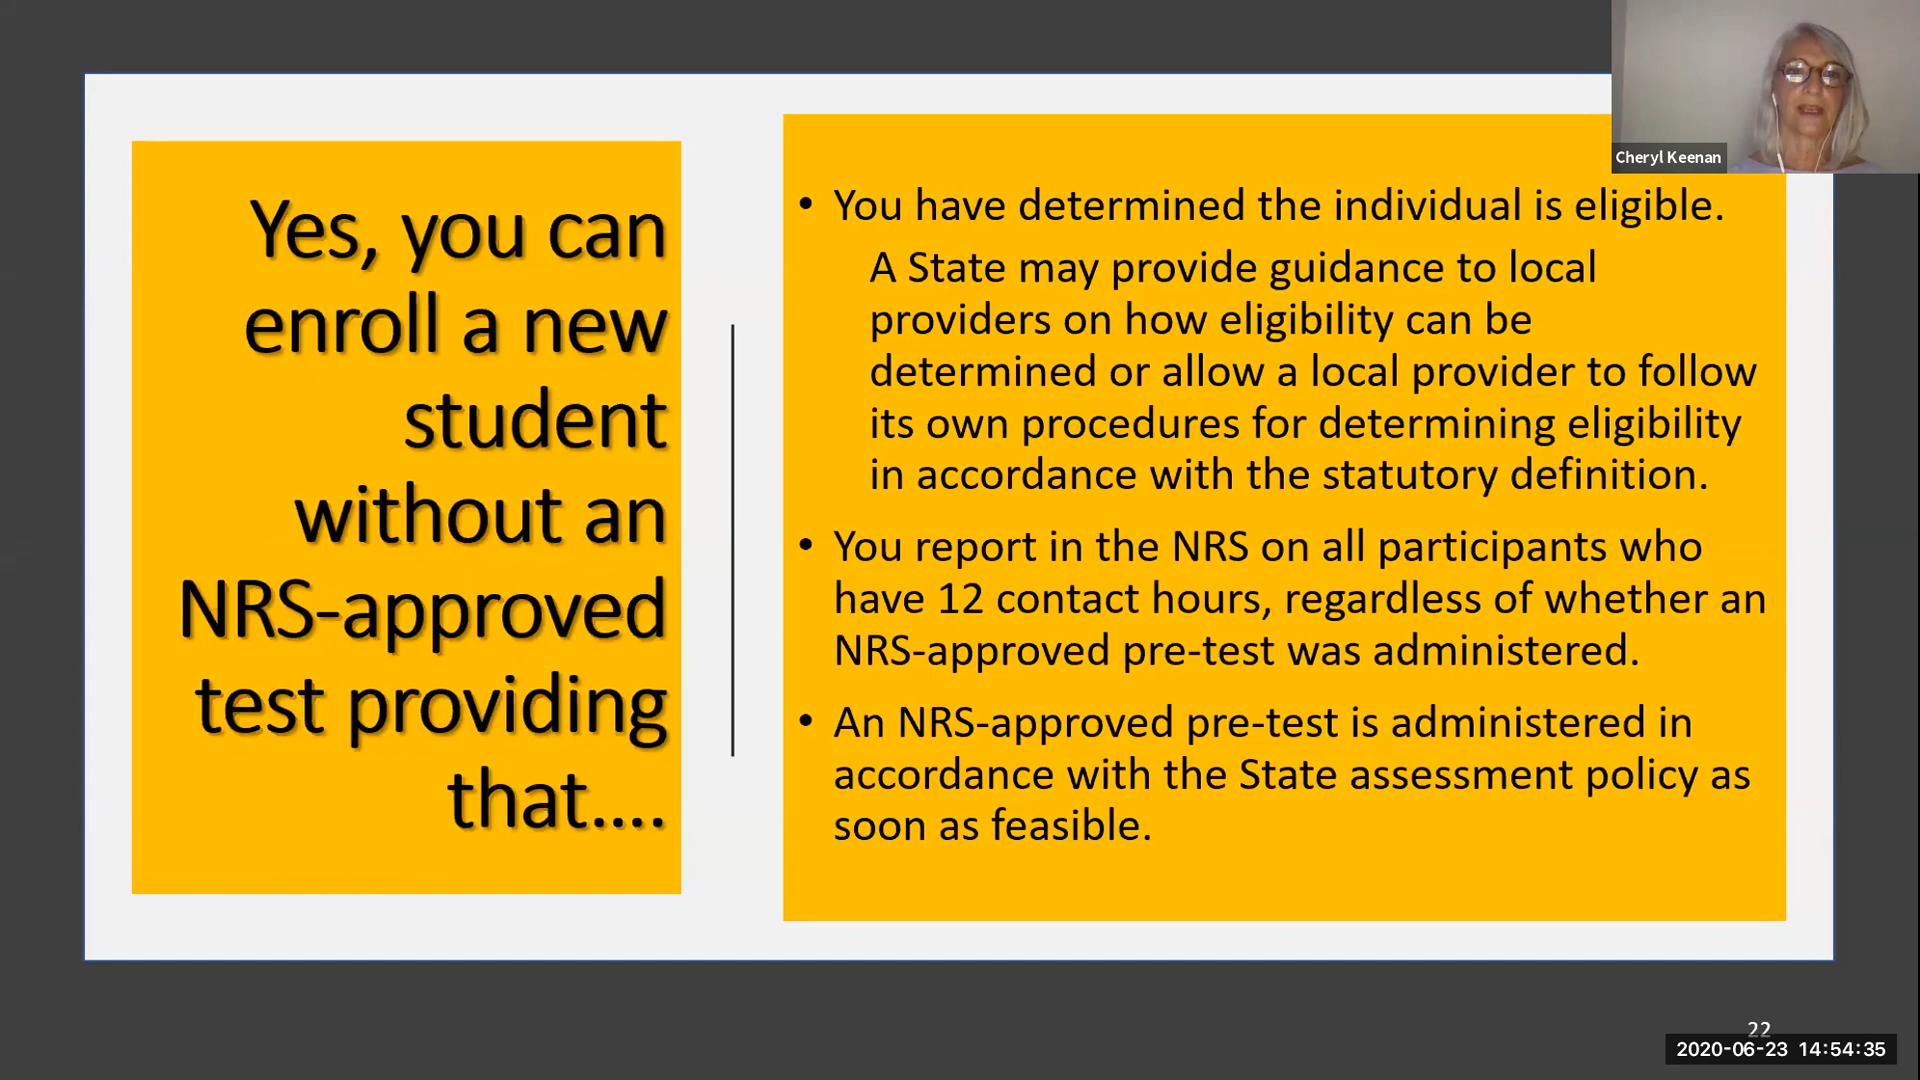 Cheryl Keenan
Yes, you can
enroll a new
student
without an
NRS-approved
test providing
that....
• You have determined the individual is eligible.
A State may provide guidance to local
providers on how eligibility can be
determined or allow a local provider to follow
its own procedures for determining eligibility
in accordance with the statutory definition.
• You report in the NRS on all participants who
have 12 contact hours, regardless of whether an
NRS-approved pre-test was administered.
• An NRS-approved pre-test is administered in
accordance with the State assessment policy as
soon as feasible.
22
2020-06-23 14:54:35